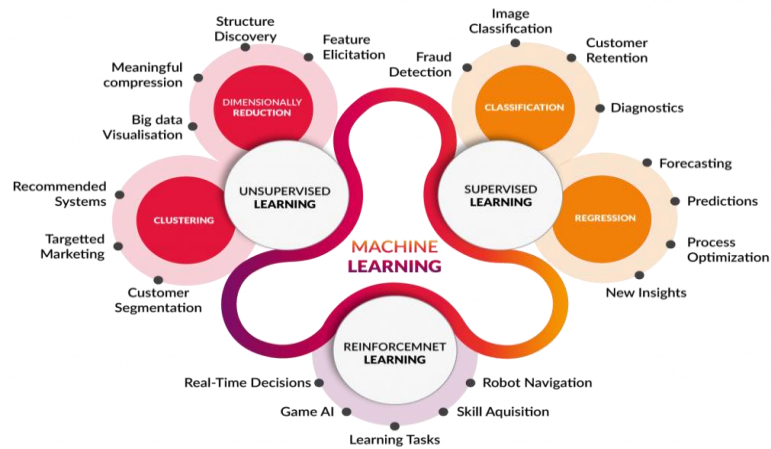 Structure
Discovery
Feature
Elicitation
Meaningful
compression
Big data
Visualisation
DIMENSIONALLY
REDUCTION
Recommended
Systems
Targetted
Marketing
Customer
Segmentation
CLUSTERING
UNSUPERVISED
LEARNING
Image
Classification
Fraud
Detection
Customer
Retention
Diagnostics
CLASSIFICATION
SUPERVISED
LEARNING
Forecasting
Predictions
Process
Optimization
New Insights
REGRESSION
MACHINE
LEARNING
REINFORCEMNET
LEARNING
Real-Time Decisions
Game AI
Learning Tasks
Skill Aquisition
Robot Navigation